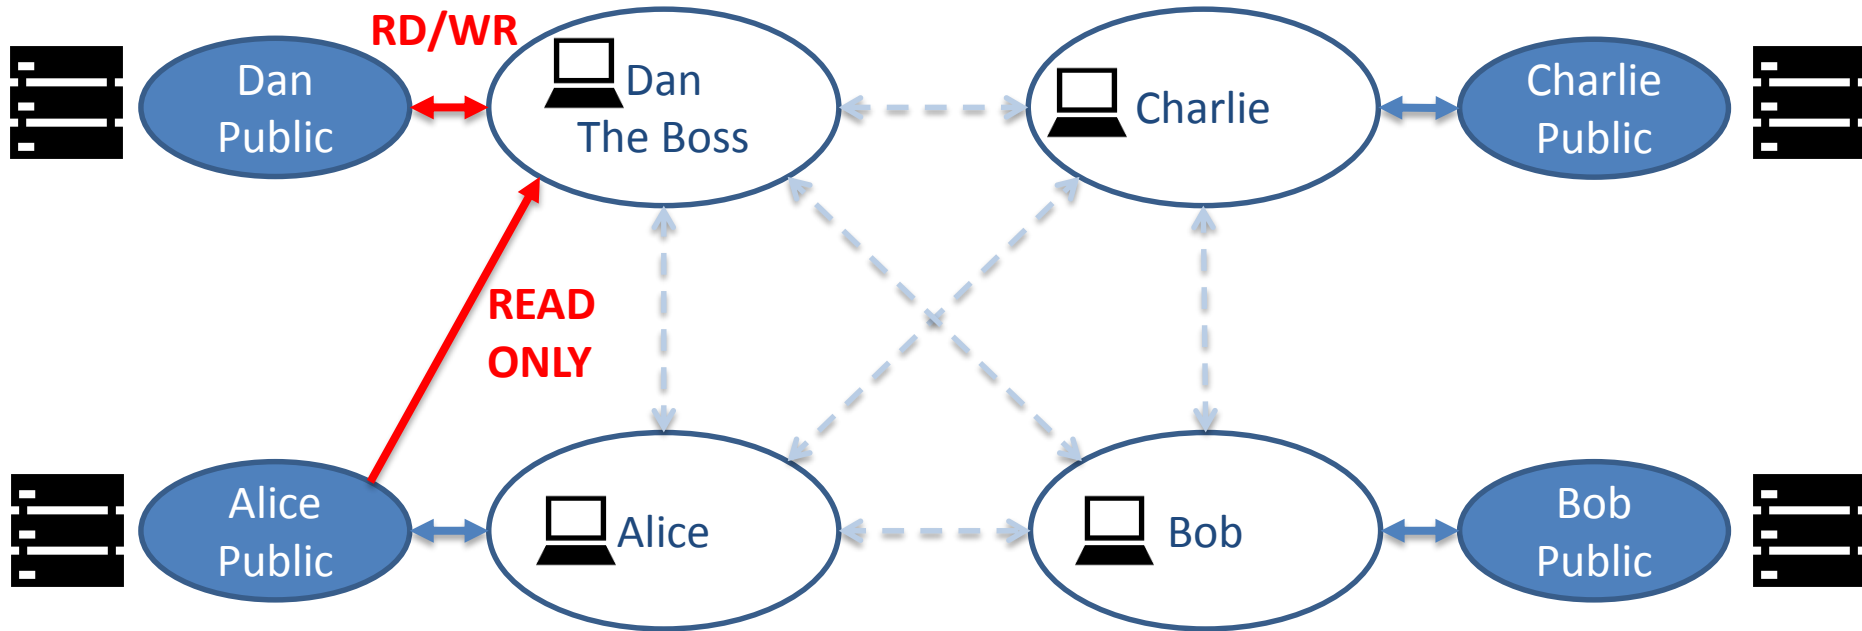 RD/WR
Dan
Public
Dan
The Boss
Charlie
Charlie
Public
READ
ONLY
Alice
Public
Alice
Bob
Bob
Public